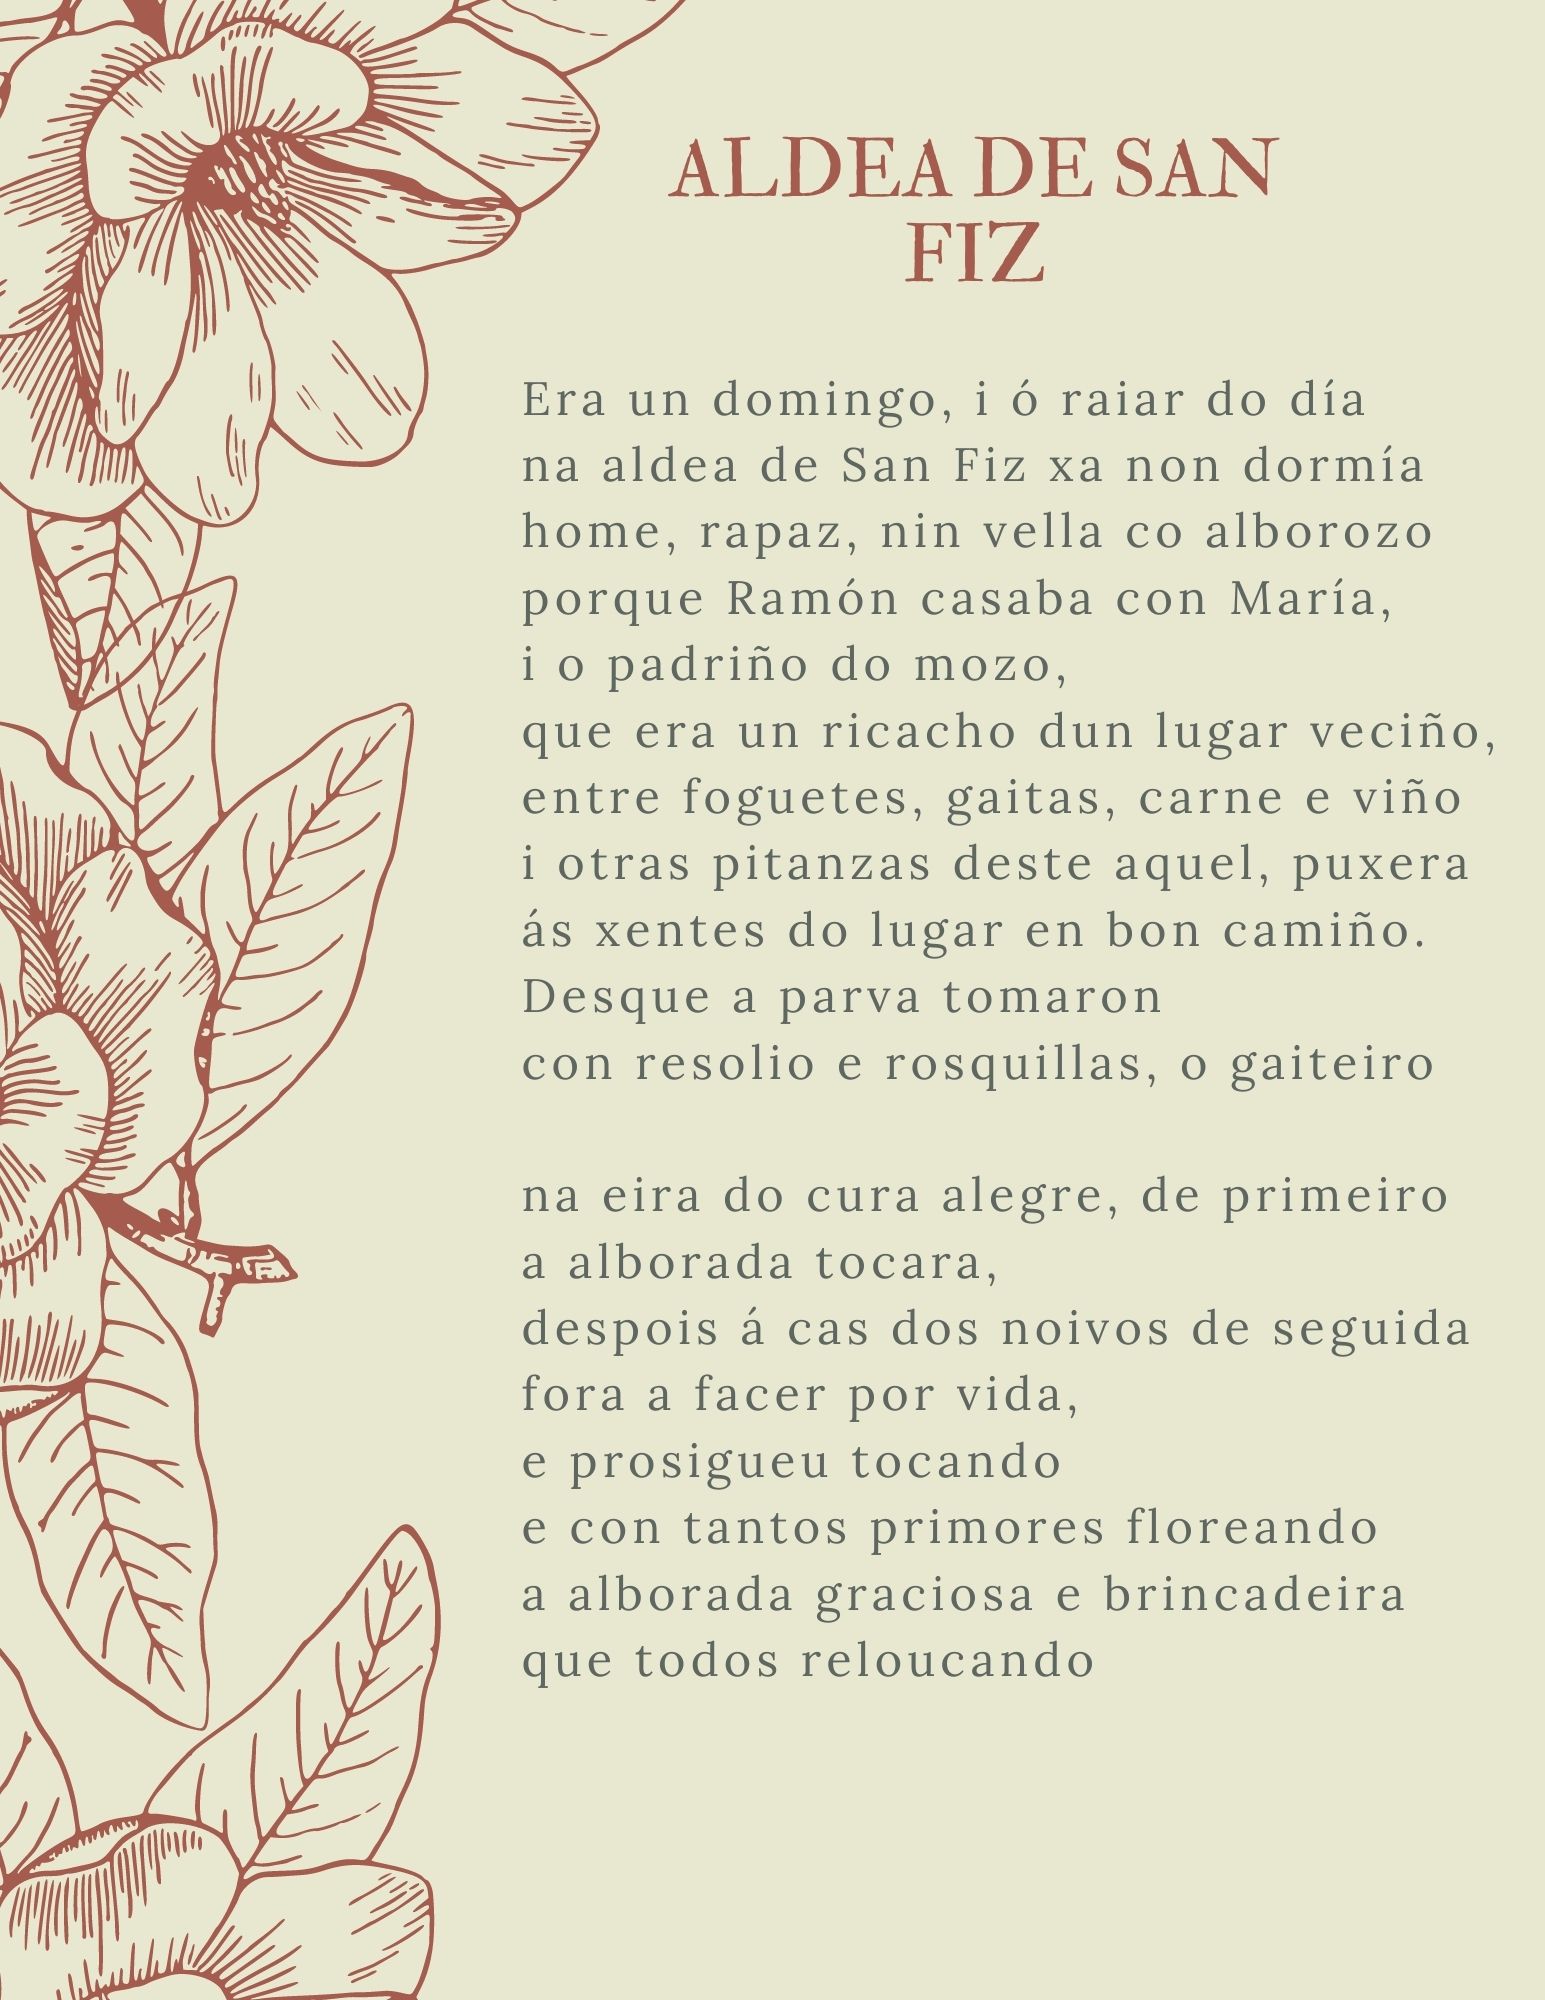 ALDEA DE SAN
FIZ
Era un domingo, i ó raiar do día
na aldea de San Fiz xa non dormía
home, rapaz, nin vella co alborozo
porque Ramón casaba con María,
i o padriño do mozo,
que era un ricacho dun lugar veciño,
entre foguetes, gaitas, carne e viño
i otras pitanzas deste aquel, puxera
ás xentes do lugar en bon camiño.
Desque a parva tomaron
con resolio e rosquillas, o gaiteiro
na eira do cura alegre, de primeiro
a alborada tocara,
despois á cas dos noivos de seguida
fora a facer por vida,
e prosigueu tocando
e con tantos primores floreando
a alborada graciosa e brincadeira
que todos reloucando